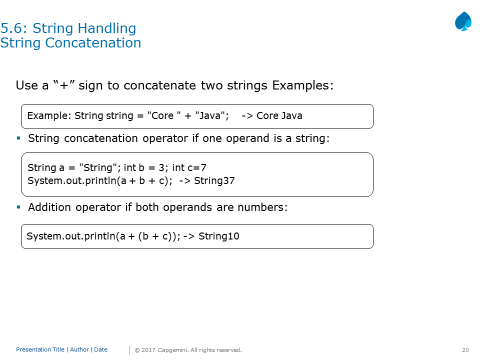 5.6: String Handling
String Concatenation
Use a “+” sign to concatenate two strings Examples:
Example: String string = "Core " + "Java"; -> Core Java
▪ String concatenation operator if one operand is a string:
String a = "String"; int b = 3; int c=7
System.out.println(a + b + c); -> String37
▪ Addition operator if both operands are numbers:
System.out.println(a + (b + c)); -> String10
Presentation Title | Author | Date
© 2017 Capgemini. All rights reserved.
20